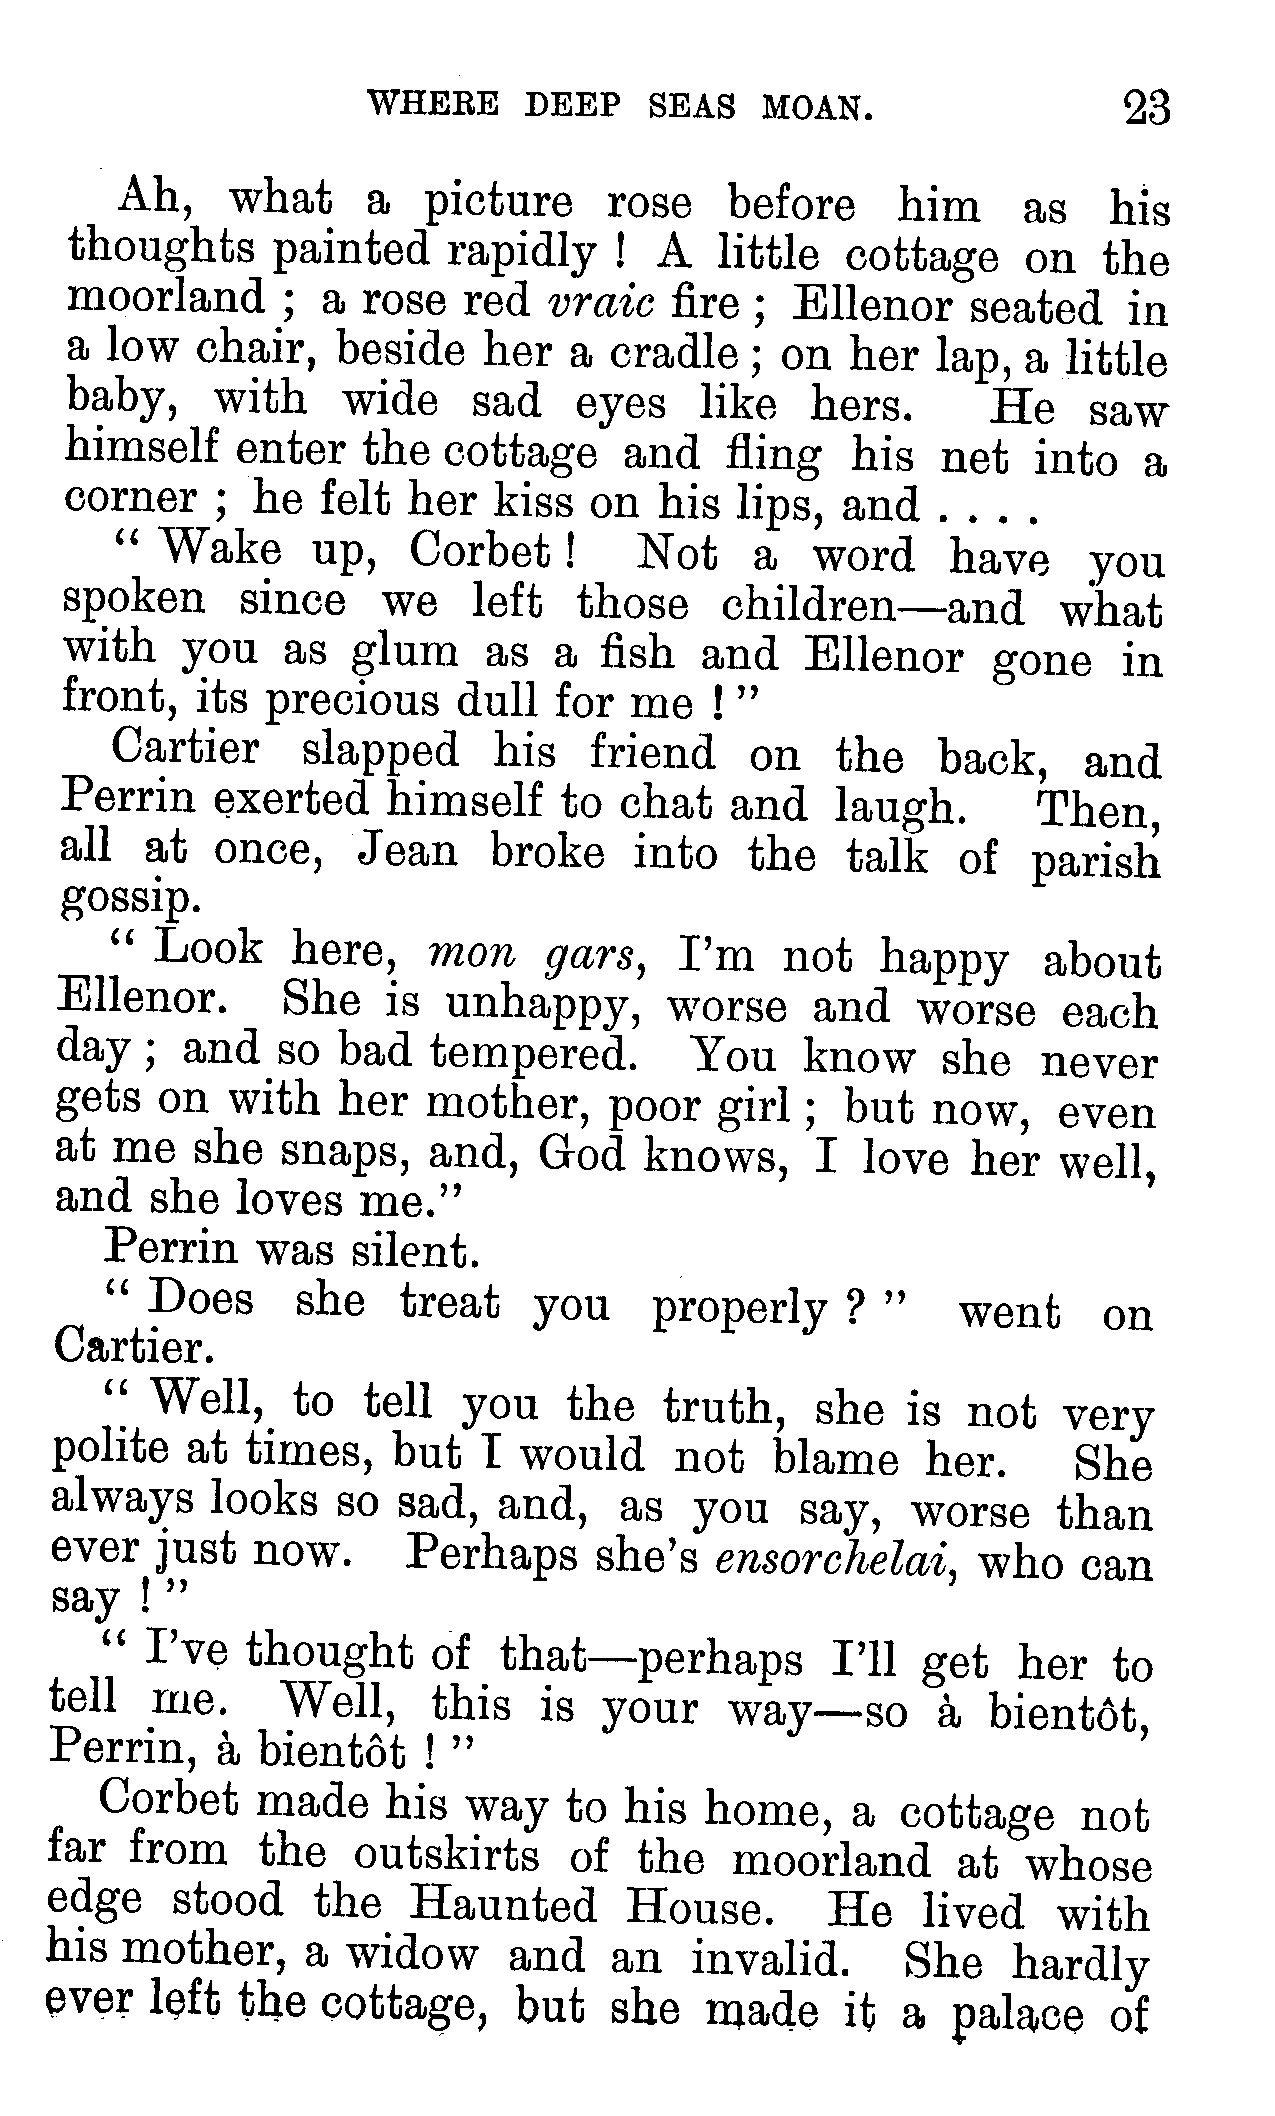 WHERE DEEP SEAS MOAN. 23
Ah, what a picture rose before him as his
thoughts painted rapidly ! A little cottage on the
moorland ; a rose red vraic fire ; Ellenor seated in
a low chair, beside her a cradle ; on her lap, a little
baby, with wide sad eyes like hers. He saw
himself enter the cottage and fling his net into a
corner ; he felt her kiss on his lips, and . . . .
“ Wake up, Corbet ! Not a word have you
spoken since we left those children—and what
with you as glum as a fish and Ellenor gone in
front, its precious dull for me ! ”
Cartier slapped his friend on the back, and
Perrin exerted himself to chat and laugh. Then,
all at once, Jean broke into the talk of parish
gossip.
“ Look here, mon gars, I’m not happy about
Ellenor. She is unhappy, worse and worse each
day ; and so bad tempered. You know she never
gets on with her mother, poor girl ; but now, even
at me she snaps, and, God knows, I love her well,
and she loves me.”
Perrin was silent.
“ Does she treat you properly ? ” went on
Cartier.
“ Well, to tell you the truth, she is not very
polite at times, but I would not blame her. She
always looks so sad, and, as you say, worse than
ever just now. Perhaps she’s ensorchelai, who can
say ! ”
“ I’ve thought of that—perhaps I’ll get her to
tell me. Well, this is your way—so à bientôt,
Perrin, à bientôt ! ”
Corbet made his way to his home, a cottage not
far from the outskirts of the moorland at whose
edge stood the Haunted House. He lived with
his mother, a widow and an invalid. She hardly
ever left the cottage, but she made it a palace of